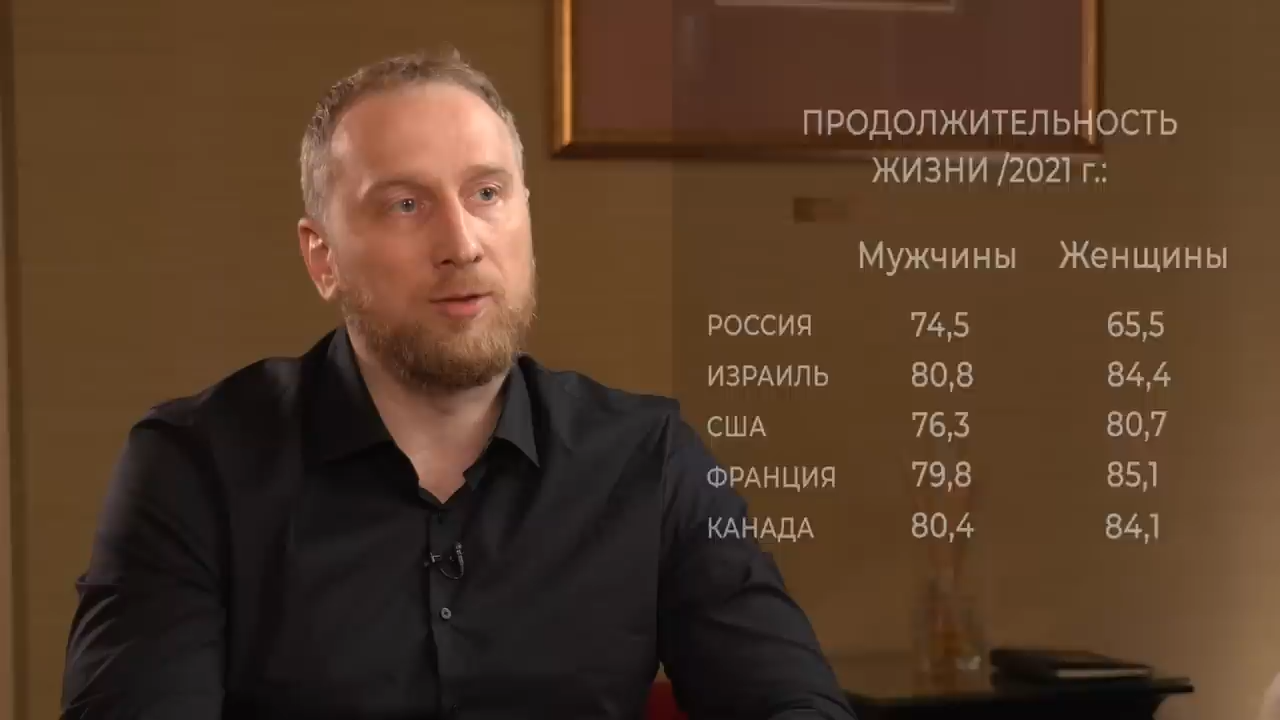 ПРОДОЛЖИТЕЛЬНОСТЬ
ЖИЗНИ /2021 г.:
Мужчины Женщины
РОССИЯ 74,5 65,5
ИЗРАИЛЬ 80,8 84,4
США 76,3 80,7
ФРАНЦИЯ 79,8 85,1
КАНАДА 80,4 84,1